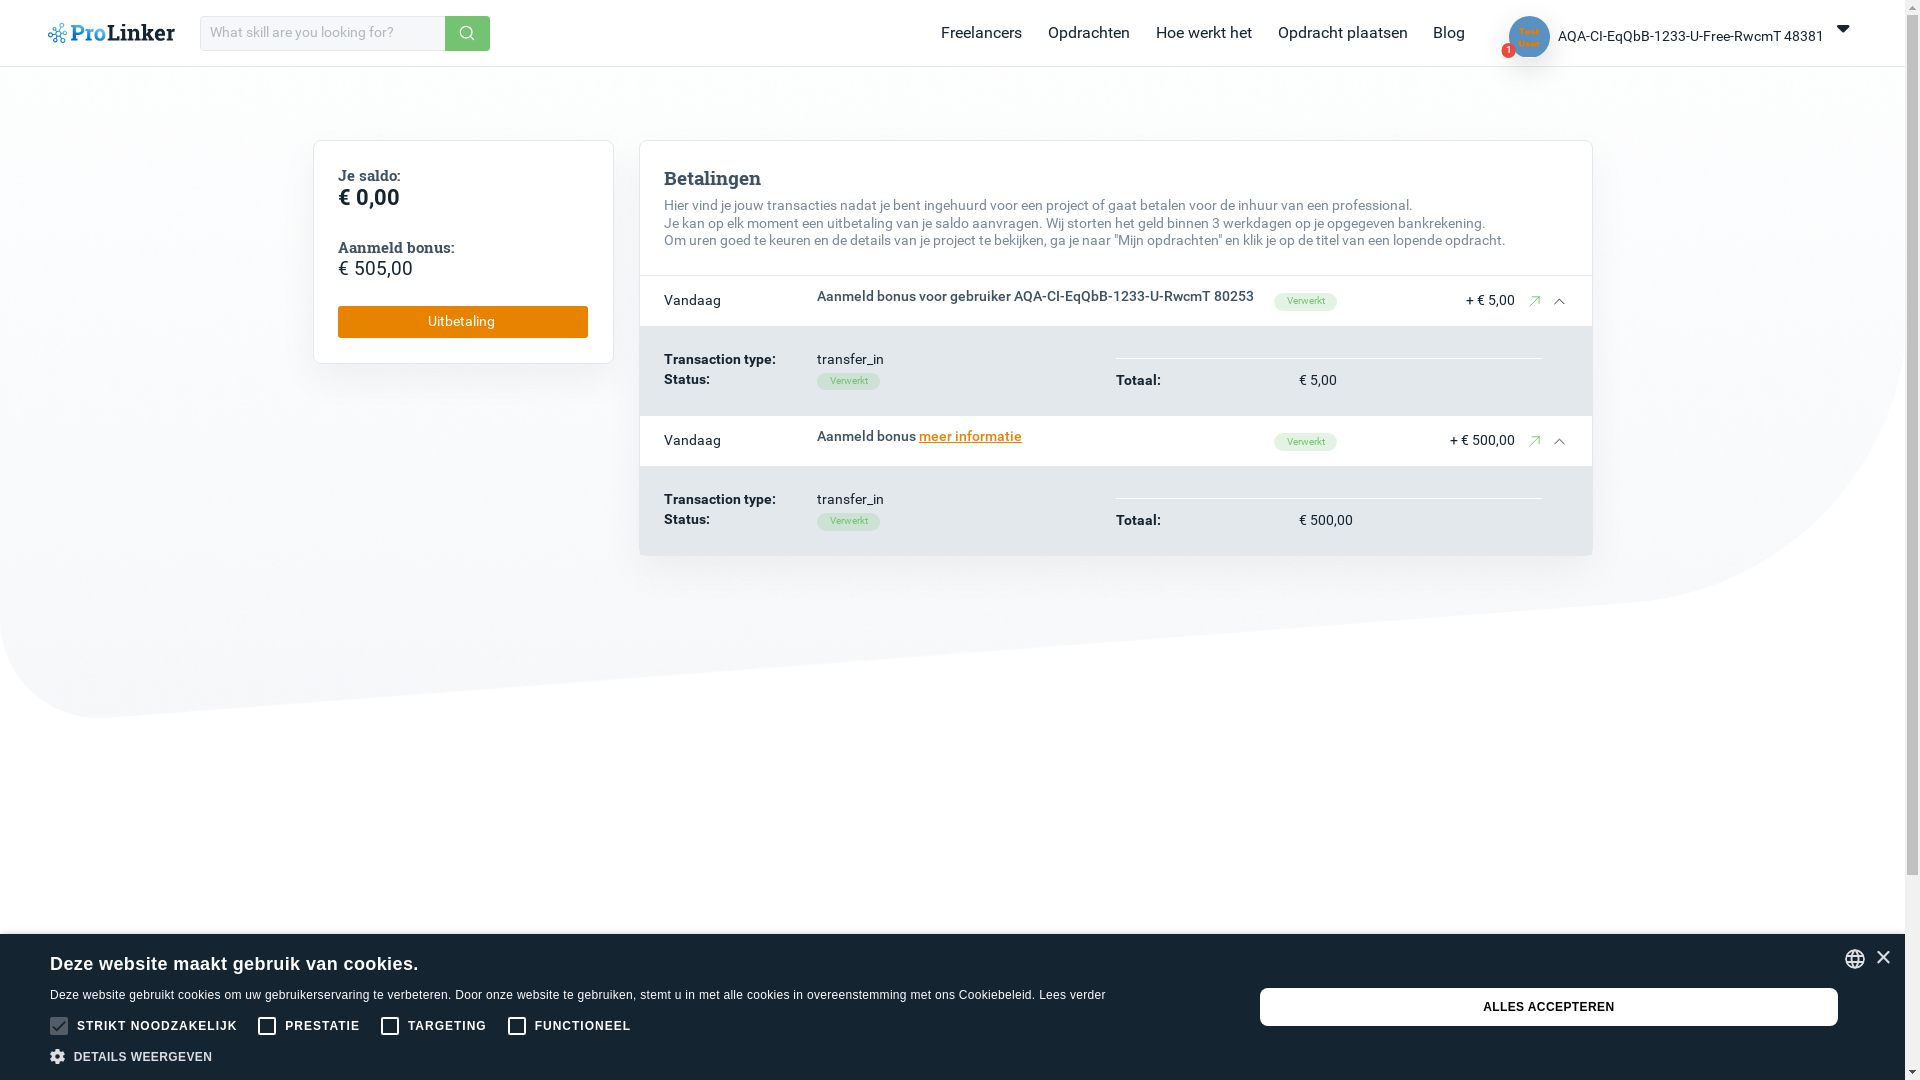 ProLinker
What skill are you looking for?
Freelancers
Opdrachten
Hoe werkt het
Opdracht plaatsen
Blog
Test
User
1
AQA-CI-EqQbB-1233-U-Free-RwcmT 48381
Je saldo:
€ 0,00
Aanmeld bonus:
€ 505,00
Uitbetaling
Betalingen
Hier vind je jouw transacties nadat je bent ingehuurd voor een project of gaat betalen voor de inhuur van een professional.
Je kan op elk moment een uitbetaling van je saldo aanvragen. Wij storten het geld binnen 3 werkdagen op je opgegeven bankrekening.
Om uren goed te keuren en de details van je project te bekijken, ga je naar "Mijn opdrachten" en klik je op de titel van een lopende opdracht.
Vandaag
Aanmeld bonus voor gebruiker AQA-CI-EqQbB-1233-U-RwcmT 80253
Verwerkt
+ € 5,00
Transaction type:
transfer_in
Status:
Verwerkt
Totaal:
€ 5,00
Vandaag
Aanmeld bonus meer informatie
Verwerkt
+ € 500,00
Transaction type:
transfer_in
Status:
Verwerkt
Totaal:
€ 500,00
Deze website maakt gebruik van cookies.
Deze website gebruikt cookies om uw gebruikerservaring te verbeteren. Door onze website te gebruiken, stemt u in met alle cookies in overeenstemming met ons Cookiebeleid. Lees verder
STRIKT NOODZAKELIJK
PRESTATIE
TARGETING
FUNCTIONEEL
DETAILS WEERGEVEN
ALLES ACCEPTEREN